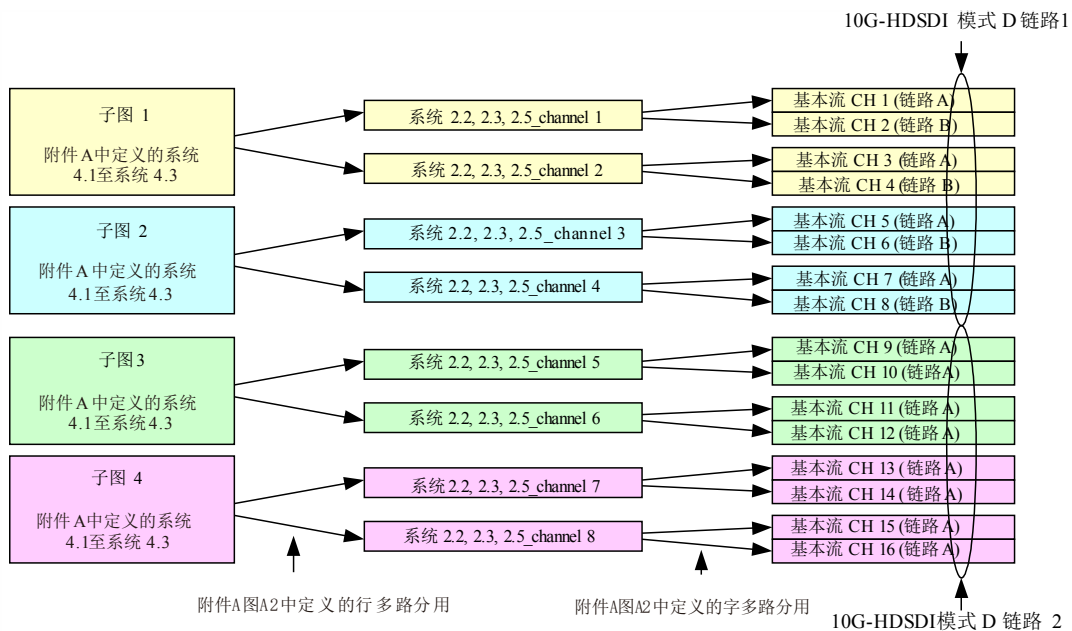 10G-HDSDI 模式 D 链路1
子图 1
附件A中定义的系统
4.1至系统 4.3
系统 2.2, 2.3, 2.5_channel 1
系统 2.2, 2.3, 2.5_channel 2
基本流 CH 1 (链路A)
基本流 CH 2 (链路 B)
基本流 CH 3 (链路A)
基本流 CH 4 (链路 B)
子图 2
附件A中定义的系统
4.1至系统4.3
系统 2.2, 2.3, 2.5_channel 3
系统 2.2, 2.3, 2.5_channel 4
基本流 CH 5 (链路A)
基本流 CH 6 (链路B)
基本流 CH 7 (链路A)
基本流 CH 8 (链路B)
子图3
附件A中定义的系统
4.1至系统4.3
系统 2.2, 2.3, 2.5_channel 5
系统 2.2, 2.3, 2.5_channel 6
基本流 CH 9 (链路A)
基本流 CH 10 (链路A)
基本流 CH 11 (链路A)
基本流 CH 12 (链路A)
子图 4
附件A中定义的系统
4.1至系统 4.3
系统2.2, 2.3, 2.5_channel 7
系统 2.2, 2.3, 2.5_channel 8
基本流 CH 13 (链路A)
基本流 CH 14 (链路A)
基本流 CH 15 (链路A)
基本流 CH 16 (链路A)
附件A图A2中定义的行多路分用
附件A图A2中定义的字多路分用
10G-HDSDI模式 D 链路 2